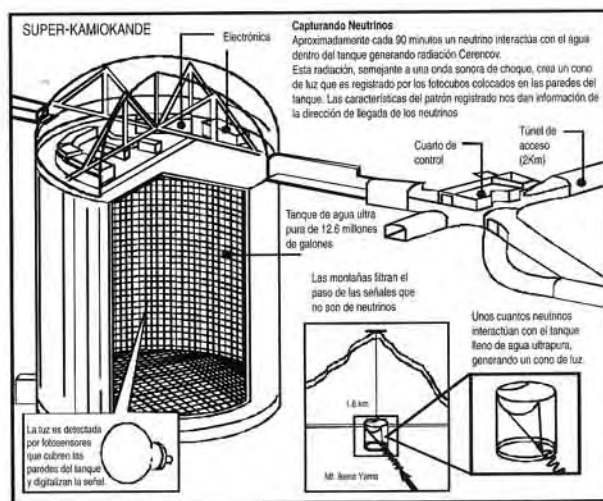 SUPER-KAMIOKANDE
Electrónica
Capturando Neutrinos
Aproximadamente cada 90 minutos un neutrino interactúa con el agua
dentro del tanque generando radiación Cerencov.
Esta radiación, semejante a una onda sonora de choque, crea un cono
de luz que es registrado por los fotocubos colocados en las paredes del
tanque. Las características del patrón registrado nos dan información de
la dirección de llegada de los neutrinos
Cuarto de
control
Túnel de
acceso
(2Km)
Tanque de agua ultra
pura de 12.6 millones
de galones
Las montañas filtran el
paso de las señales que
no son de neutrinos
Unos cuantos neutrinos
interactúan con el tanque
lleno de agua ultrapura,
generando un cono de luz.
La luz es detectada
por fotosensores
que cubren las
paredes del tanque
y digitalizan la señal.
1.6 km
Mt. Ikeno Yama